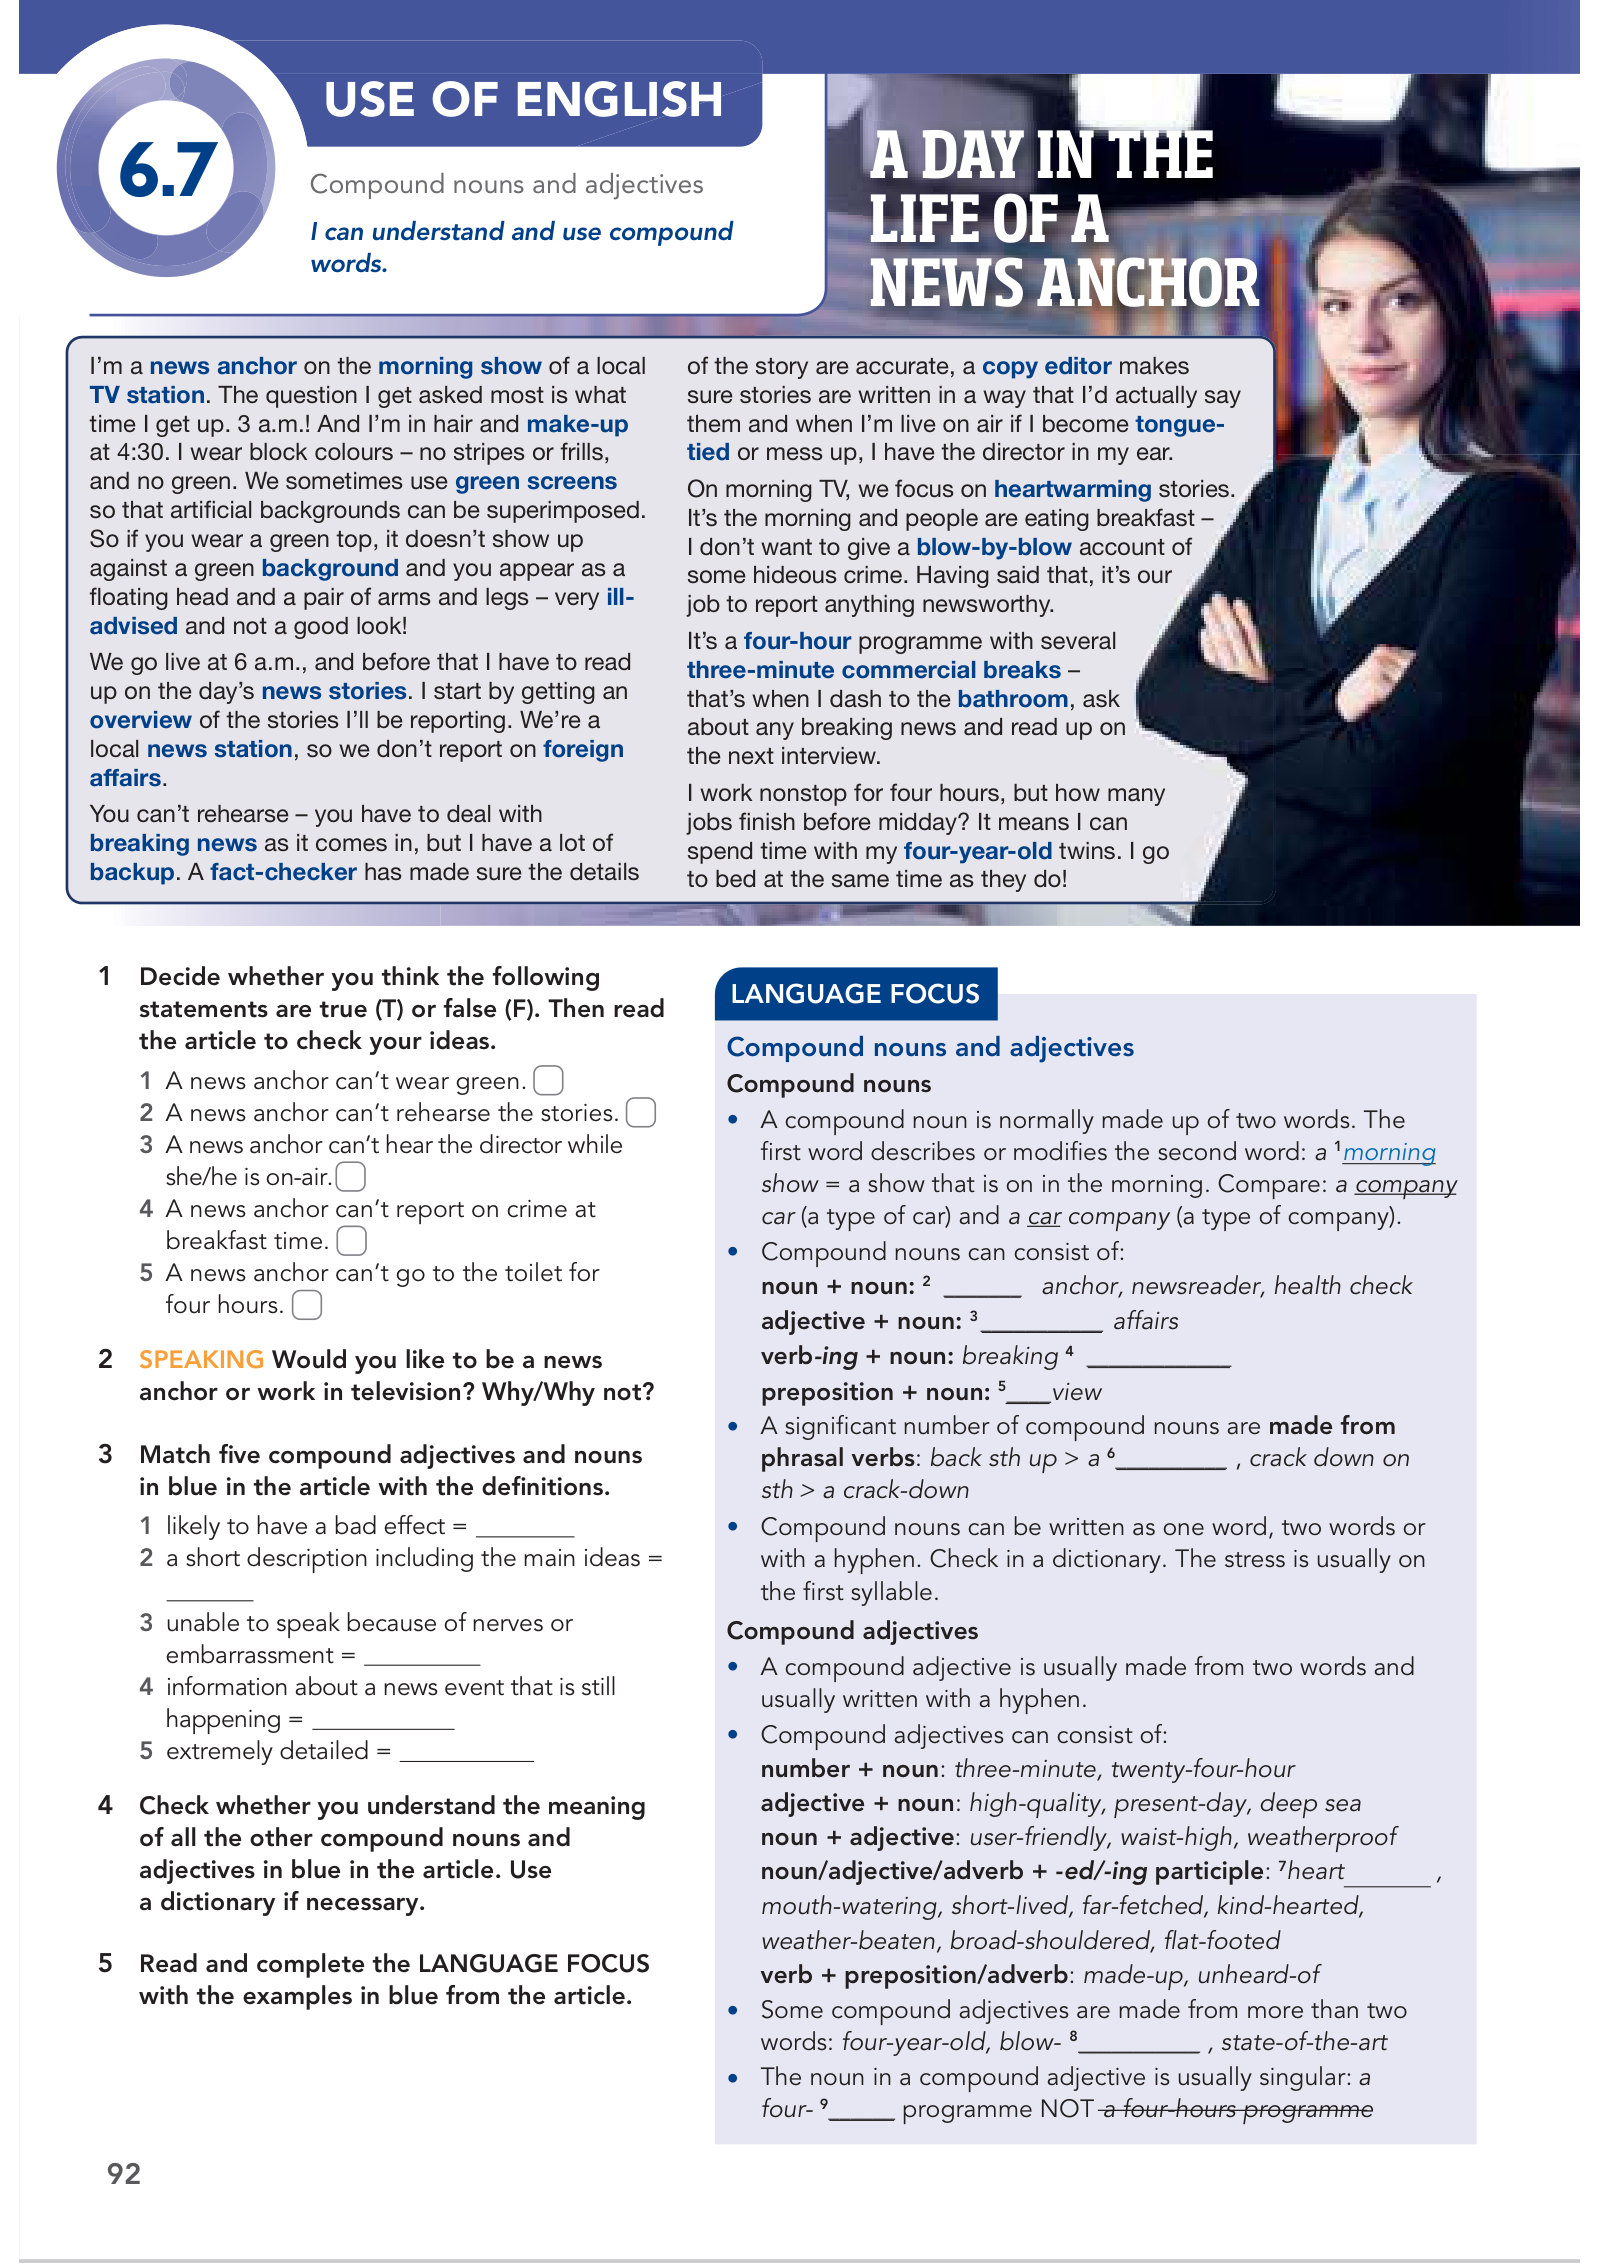 USE OF ENGLISH
6.7
Compound nouns and adjectives
I can understand and use compound
words.
A DAY IN THE
LIFE OF A
NEWS ANCHOR
I'm a news anchor on the morning show of a local
TV station. The question I get asked most is what
time I get up. 3 a.m.! And I'm in hair and make-up
at 4:30. I wear block colours – no stripes or frills,
and no green. We sometimes use green screens
so that artificial backgrounds can be superimposed.
So if you wear a green top, it doesn't show up
against a green background and you appear as a
floating head and a pair of arms and legs – very ill-
advised and not a good look!
We go live at 6 a.m., and before that I have to read
up on the day's news stories. I start by getting an
overview of the stories I'll be reporting. We're a
local news station, so we don't report on foreign
affairs.
You can't rehearse – you have to deal with
breaking news as it comes in, but I have a lot of
backup. A fact-checker has made sure the details
of the story are accurate, a copy editor makes
sure stories are written in a way that I'd actually say
them and when I'm live on air if I become tongue-
tied or mess up, I have the director in my ear.
On morning TV, we focus on heartwarming stories.
It's the morning and people are eating breakfast –
I don't want to give a blow-by-blow account of
some hideous crime. Having said that, it's our
job to report anything newsworthy.
It's a four-hour programme with several
three-minute commercial breaks –
that's when I dash to the bathroom, ask
about any breaking news and read up on
the next interview.
I work nonstop for four hours, but how many
jobs finish before midday? It means I can
spend time with my four-year-old twins. I go
to bed at the same time as they do!
1 Decide whether you think the following
statements are true (T) or false (F). Then read
the article to check your ideas.
1 A news anchor can't wear green.
2 A news anchor can't rehearse the stories.
3 A news anchor can't hear the director while
she/he is on-air.
4 A news anchor can't report on crime at
breakfast time.
5 A news anchor can't go to the toilet for
four hours.
2 SPEAKING Would you like to be a news
anchor or work in television? Why/Why not?
3 Match five compound adjectives and nouns
in blue in the article with the definitions.
1 likely to have a bad effect = ________
2 a short description including the main ideas =
_______
3 unable to speak because of nerves or
embarrassment = _________
4 information about a news event that is still
happening = ___________
5 extremely detailed = __________
4 Check whether you understand the meaning
of all the other compound nouns and
adjectives in blue in the article. Use
a dictionary if necessary.
5 Read and complete the LANGUAGE FOCUS
with the examples in blue from the article.
LANGUAGE FOCUS
Compound nouns and adjectives
Compound nouns
• A compound noun is normally made up of two words. The
first word describes or modifies the second word: a 1morning
show = a show that is on in the morning. Compare: a company
car (a type of car) and a car company (a type of company).
• Compound nouns can consist of:
noun + noun: 2 ______ anchor, newsreader, health check
adjective + noun: 3 _________ affairs
verb-ing + noun: breaking 4 ___________
preposition + noun: 5 ___view
• A significant number of compound nouns are made from
phrasal verbs: back sth up > a 6 ________ , crack down on
sth > a crack-down
• Compound nouns can be written as one word, two words or
with a hyphen. Check in a dictionary. The stress is usually on
the first syllable.
Compound adjectives
• A compound adjective is usually made from two words and
usually written with a hyphen.
• Compound adjectives can consist of:
number + noun: three-minute, twenty-four-hour
adjective + noun: high-quality, present-day, deep sea
noun + adjective: user-friendly, waist-high, weatherproof
noun/adjective/adverb + -ed/-ing participle: 7heart_______ ,
mouth-watering, short-lived, far-fetched, kind-hearted,
weather-beaten, broad-shouldered, flat-footed
verb + preposition/adverb: made-up, unheard-of
• Some compound adjectives are made from more than two
words: four-year-old, blow- 8 _________ , state-of-the-art
• The noun in a compound adjective is usually singular: a
four- 9 _____ programme NOT a four-hours programme
92